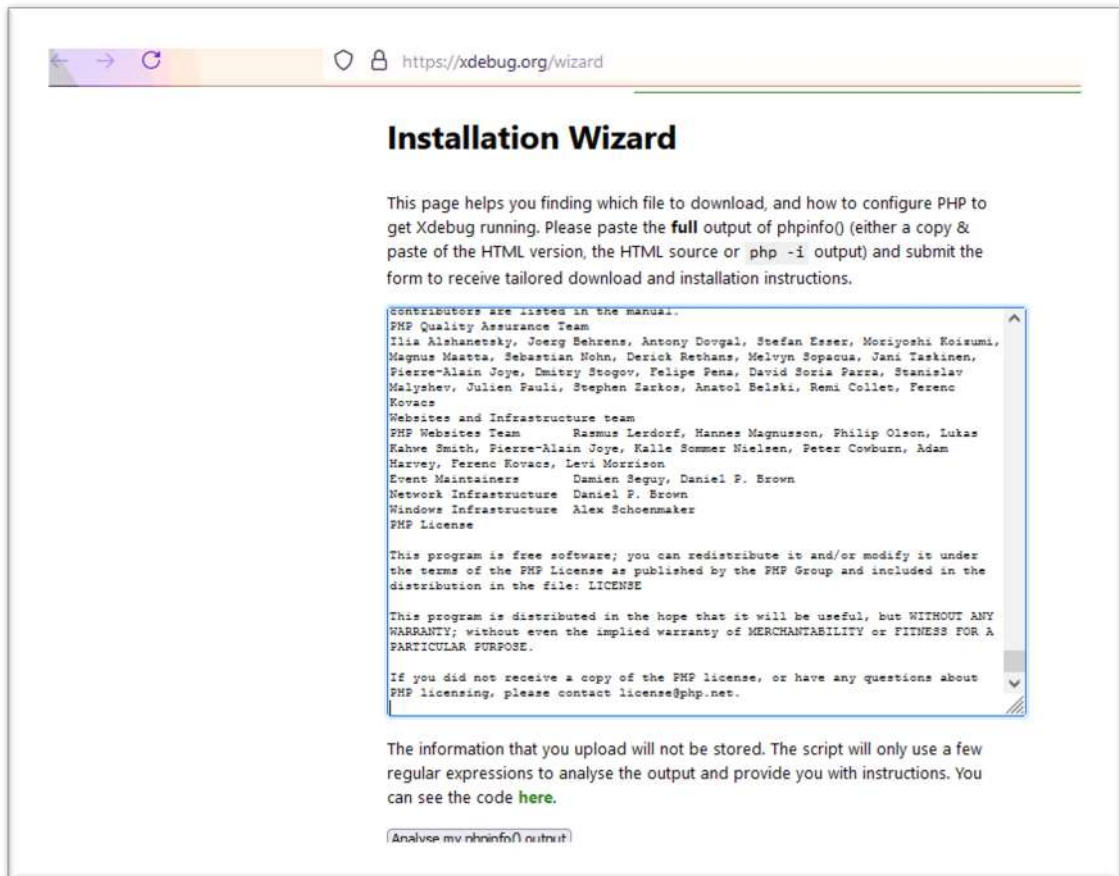 https://xdebug.org/wizard
Installation Wizard
This page helps you finding which file to download, and how to configure PHP to
get Xdebug running. Please paste the full output of phpinfo() (either a copy &
paste of the HTML version, the HTML source or php -i output) and submit the
form to receive tailored download and installation instructions.
contributors are listed in the manual.
PHP Quality Assurance Team
Ilia Alshanetsky, Joerg Behrens, Antony Dovgal, Stefan Esser, Moriyoshi Koizumi,
Magnus Maatta, Sebastian Nohn, Derick Rethans, Melvyn Sopacua, Jani Taskinen,
Pierre-Alain Joye, Dmitry Stogov, Felipe Pena, David Soria Parra, Stanislav
Malyshev, Julien Pauli, Stephen Zarkos, Anatol Belski, Remi Collet, Ferenc
Kovacs
Websites and Infrastructure team
PHP Websites Team Rasmus Lerdorf, Hannes Magnusson, Philip Olson, Lukas
Kahwe Smith, Pierre-Alain Joye, Kalle Sommer Nielsen, Peter Cowburn, Adam
Harvey, Ferenc Kovacs, Levi Morrison
Event Maintainers Damien Seguy, Daniel P. Brown
Network Infrastructure Daniel P. Brown
Windows Infrastructure Alex Schoenmaker
PHP License
This program is free software; you can redistribute it and/or modify it under
the terms of the PHP License as published by the PHP Group and included in the
distribution in the file: LICENSE
This program is distributed in the hope that it will be useful, but WITHOUT ANY
WARRANTY; without even the implied warranty of MERCHANTABILITY or FITNESS FOR A
PARTICULAR PURPOSE.
If you did not receive a copy of the PHP license, or have any questions about
PHP licensing, please contact license@php.net.
The information that you upload will not be stored. The script will only use a few
regular expressions to analyse the output and provide you with instructions. You
can see the code here.
Analyse my phpinfo() output